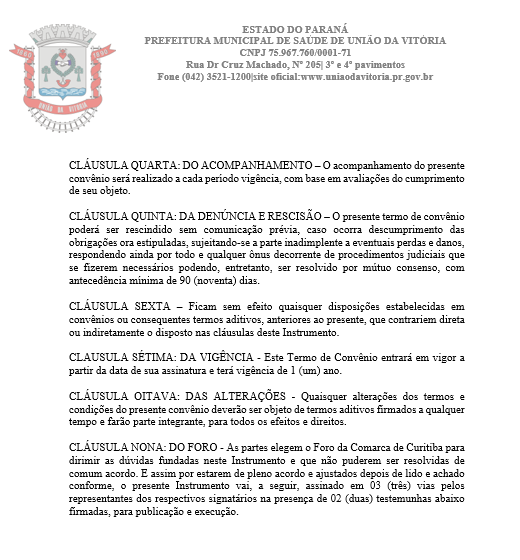 ESTADO DO PARANÁ
PREFEITURA MUNICIPAL DE SAÚDE DE UNIÃO DA VITÓRIA
CNPJ 75.967.760/0001-71
Rua Dr Cruz Machado, Nº 205| 3º e 4º pavimentos
Fone (042) 3521-1200|site oficial:www.uniaodavitoria.pr.gov.br
UNIÃO DA VITÓRIA
CLÁUSULA QUARTA: DO ACOMPANHAMENTO – O acompanhamento do presente
convênio será realizado a cada período vigência, com base em avaliações do cumprimento
de seu objeto.
CLÁUSULA QUINTA: DA DENÚNCIA E RESCISÃO – O presente termo de convênio
poderá ser rescindido sem comunicação prévia, caso ocorra descumprimento das
obrigações ora estipuladas, sujeitando-se a parte inadimplente a eventuais perdas e danos,
respondendo ainda por todo e qualquer ônus decorrente de procedimentos judiciais que
se fizerem necessários podendo, entretanto, ser resolvido por mútuo consenso, com
antecedência mínima de 90 (noventa) dias.
CLÁUSULA SEXTA – Ficam sem efeito quaisquer disposições estabelecidas em
convênios ou consequentes termos aditivos, anteriores ao presente, que contrariem direta
ou indiretamente o disposto nas cláusulas deste Instrumento.
CLAUSULA SÉTIMA: DA VIGÊNCIA - Este Termo de Convênio entrará em vigor a
partir da data de sua assinatura e terá vigência de 1 (um) ano.
CLÁUSULA OITAVA: DAS ALTERAÇÕES - Quaisquer alterações dos termos e
condições do presente convênio deverão ser objeto de termos aditivos firmados a qualquer
tempo e farão parte integrante, para todos os efeitos e direitos.
CLÁUSULA NONA: DO FORO - As partes elegem o Foro da Comarca de Curitiba para
dirimir as dúvidas fundadas neste Instrumento e que não puderem ser resolvidas de
comum acordo. E assim por estarem de pleno acordo e ajustados depois de lido e achado
conforme, o presente Instrumento vai, a seguir, assinado em 03 (três) vias pelos
representantes dos respectivos signatários na presença de 02 (duas) testemunhas abaixo
firmadas, para publicação e execução.